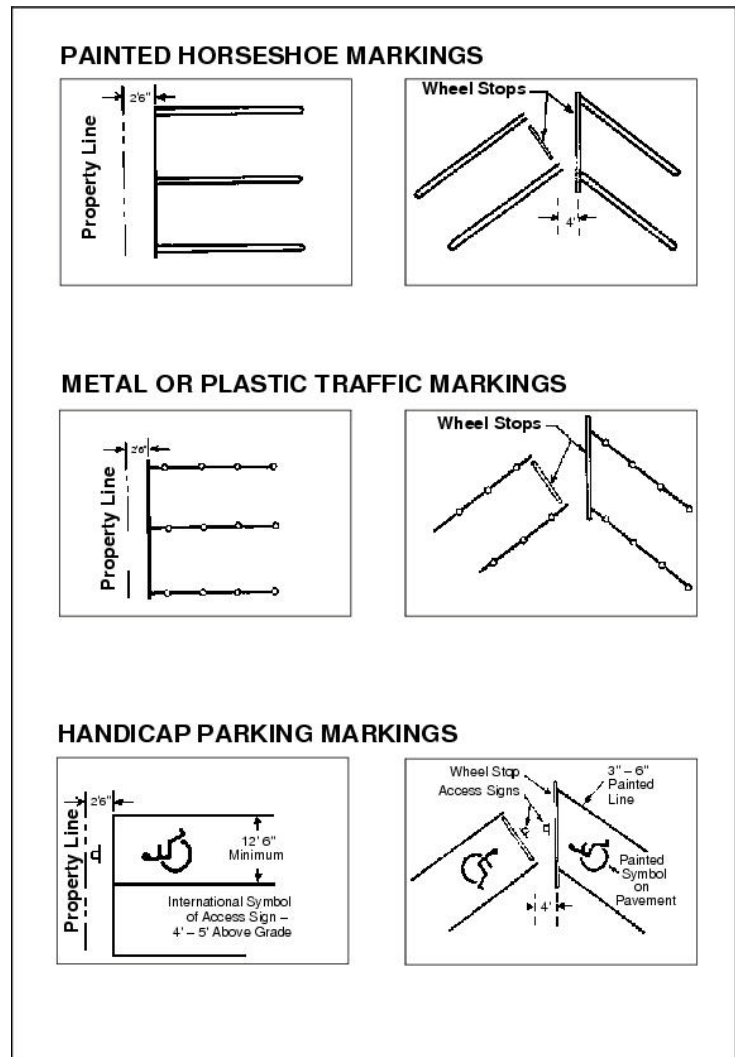 PAINTED HORSESHOE MARKINGS
2'6"
Property Line
Wheel Stops
4'
METAL OR PLASTIC TRAFFIC MARKINGS
2'6"
Property Line
Wheel Stops
HANDICAP PARKING MARKINGS
2'6"
Property Line
12' 6"
Minimum
International Symbol
of Access Sign –
4' – 5' Above Grade
Wheel Stop
Access Signs
3" – 6"
Painted
Line
Painted
Symbol
on
Pavement
4'